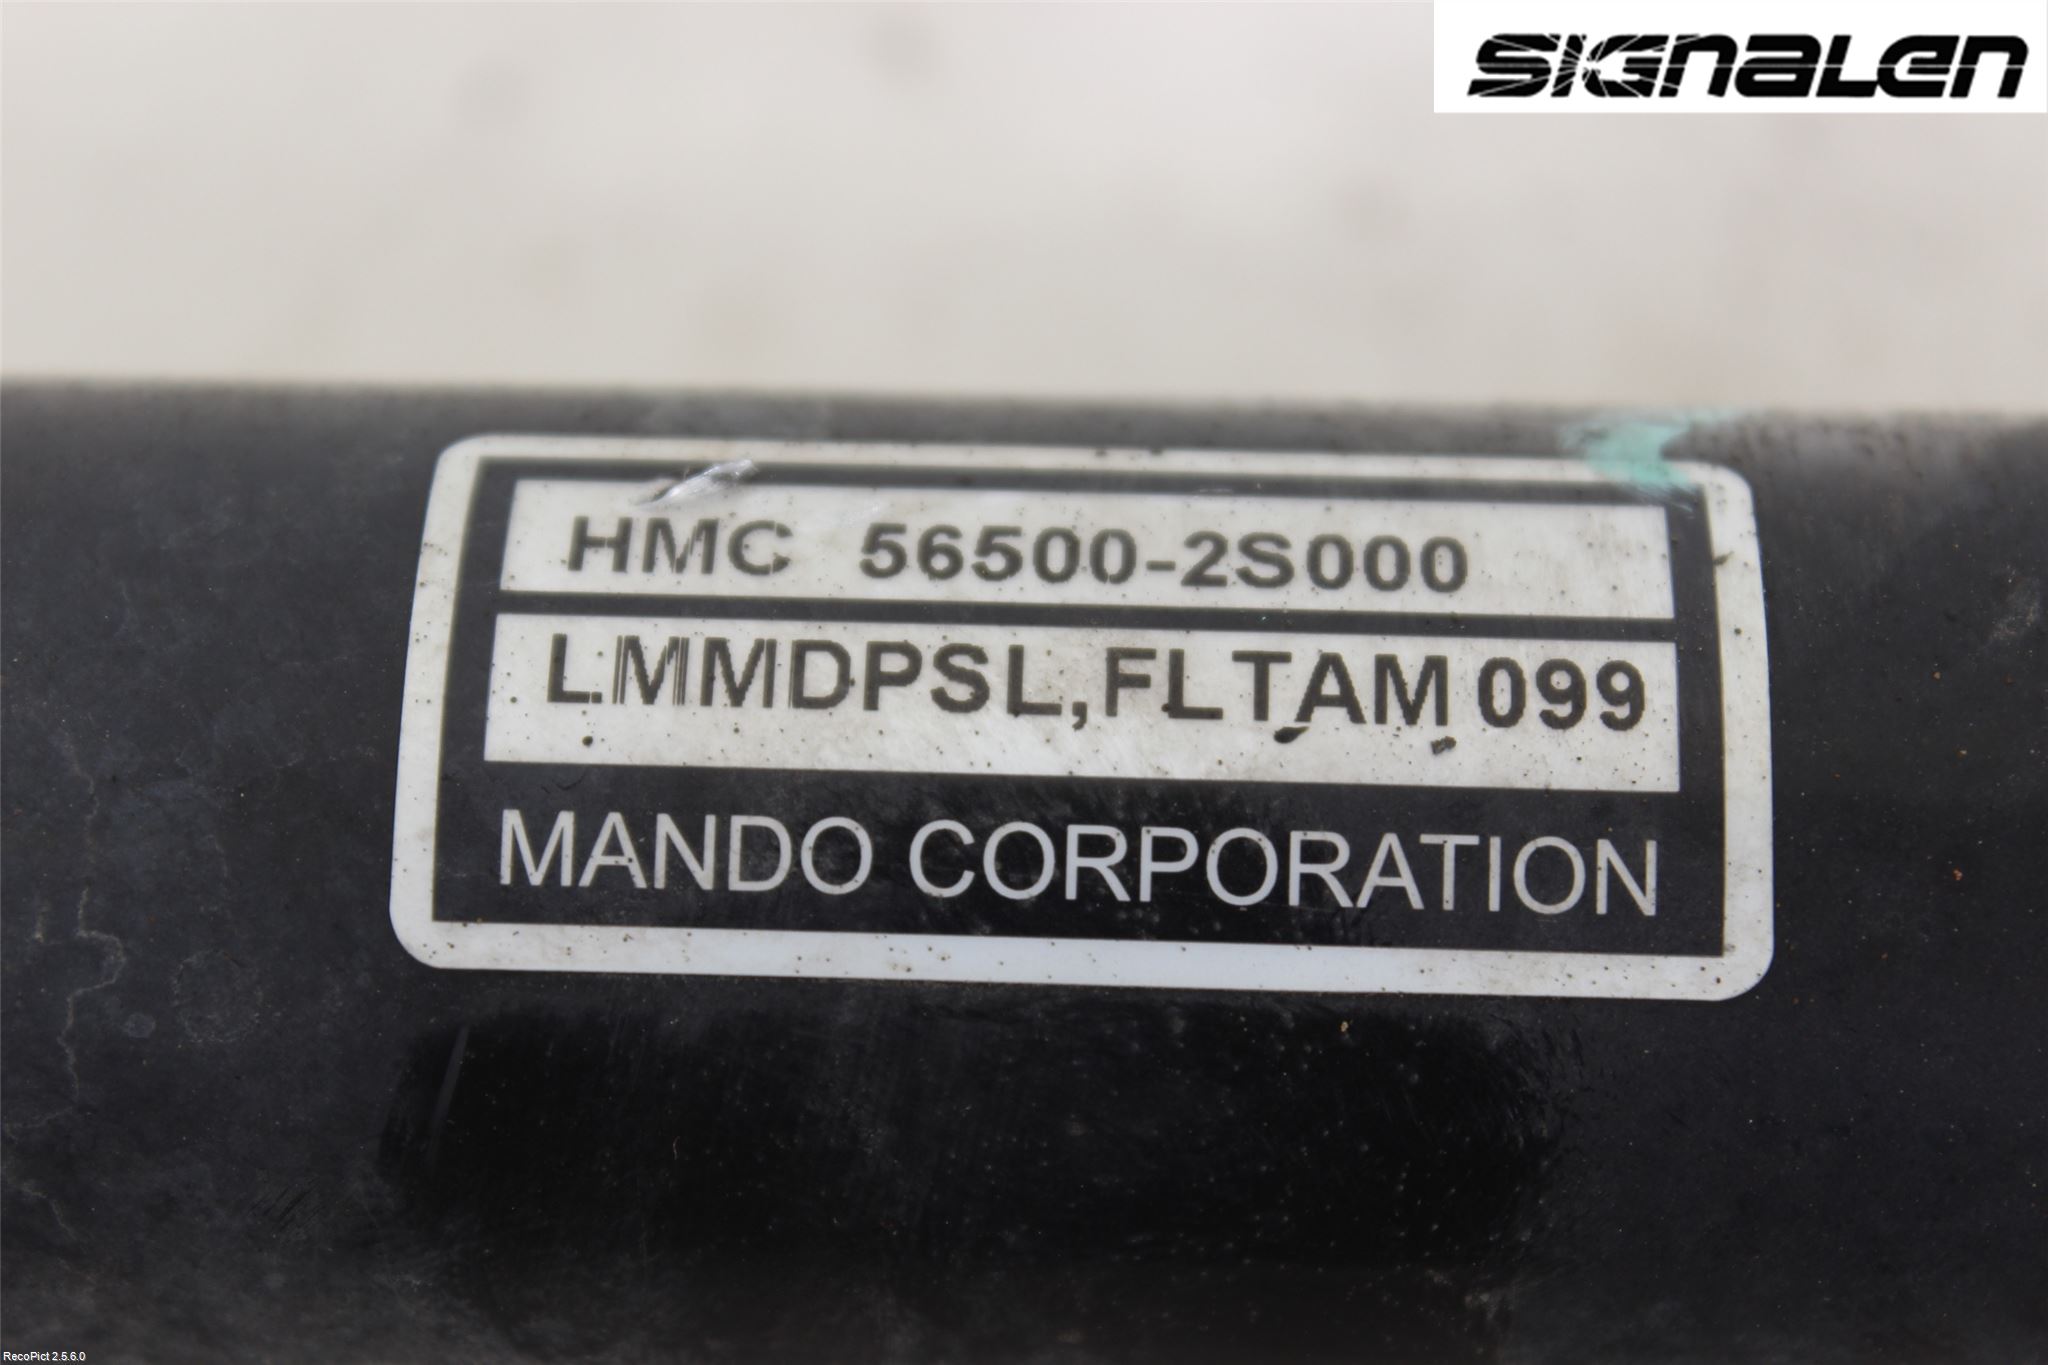 SIGNALEN
HMC 56500-2S000
LMMDPSL,FLTAM 099
MANDO CORPORATION
RecoPict 2.5.6.0